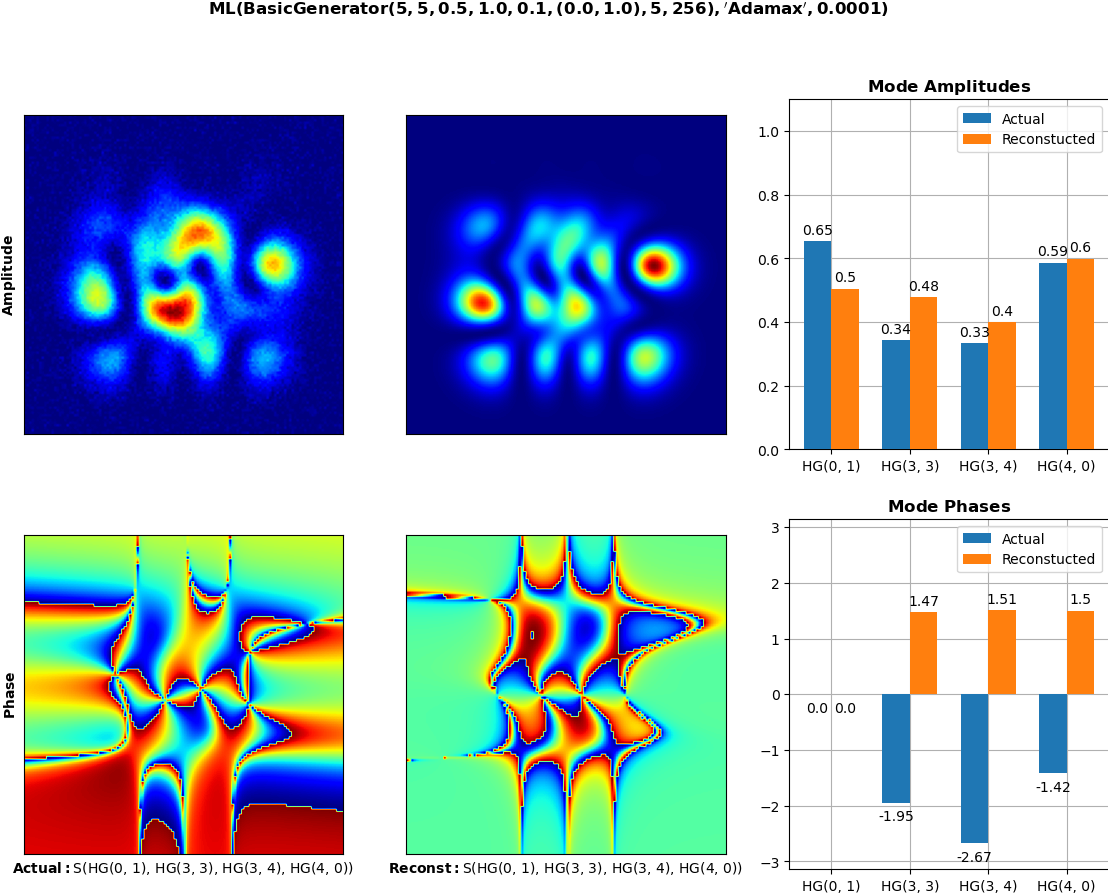 ML(BasicGenerator(5, 5, 0.5, 1.0, 0.1, (0.0, 1.0), 5, 256), ′Adamax′, 0.0001)
Amplitude
Mode Amplitudes
Actual
Reconstucted
1.0
0.8
0.6
0.4
0.2
0.0
0.65
0.5
0.34
0.48
0.33
0.4
0.59
0.6
HG(0, 1)
HG(3, 3)
HG(3, 4)
HG(4, 0)
Phase
Actual: S(HG(0, 1), HG(3, 3), HG(3, 4), HG(4, 0))
Reconst: S(HG(0, 1), HG(3, 3), HG(3, 4), HG(4, 0))
Mode Phases
Actual
Reconstucted
3
2
1
0
−1
−2
−3
0.0
0.0
-1.95
1.47
-2.67
1.51
-1.42
1.5
HG(0, 1)
HG(3, 3)
HG(3, 4)
HG(4, 0)